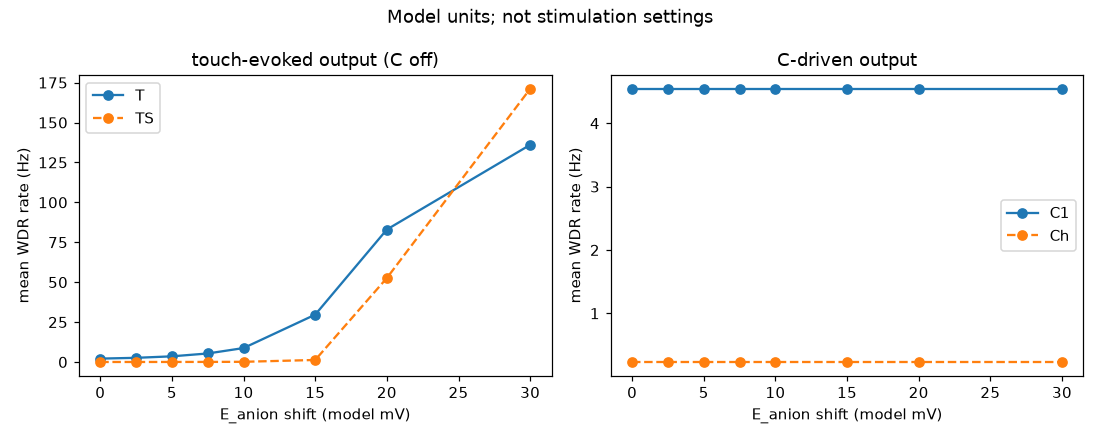 Model units; not stimulation settings
touch-evoked output (C off)
mean WDR rate (Hz)
175
150
125
100
75
50
25
0
T
TS
0
5
10
15
20
25
30
E_anion shift (model mV)
C-driven output
mean WDR rate (Hz)
4
3
2
1
C1
Ch
0
5
10
15
20
25
30
E_anion shift (model mV)